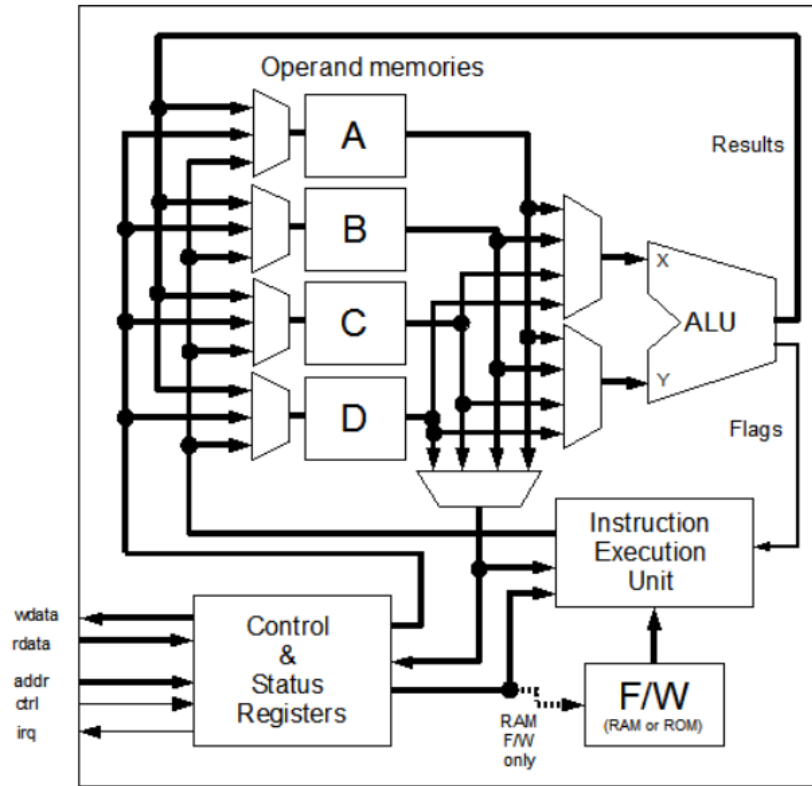 Operand memories
A
Results
B
X
C
ALU
Y
D
Flags
Instruction
Execution
Unit
wdata
rdata
addr
ctrl
irq
Control
&
Status
Registers
RAM
F/W
only
F/W
(RAM or ROM)